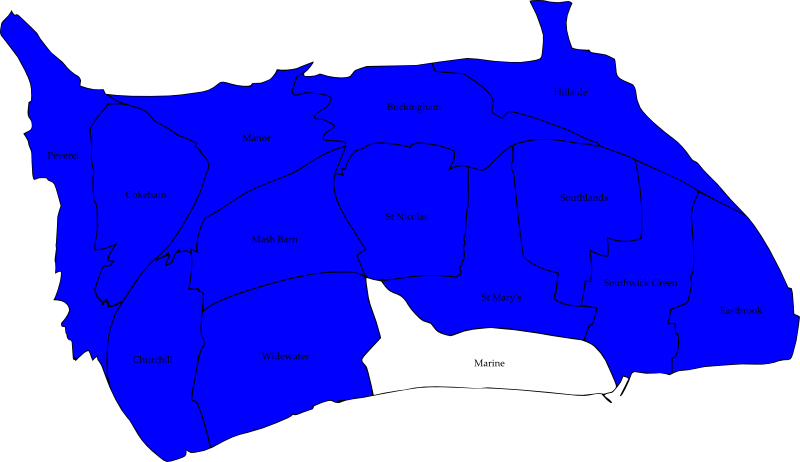 Hillside
Buckingham
Manor
Peverel
Cokeham
Southlands
St Nicolas
Mash Barn
Southwick Green
St Mary's
Eastbrook
Churchill
Widewater
Marine